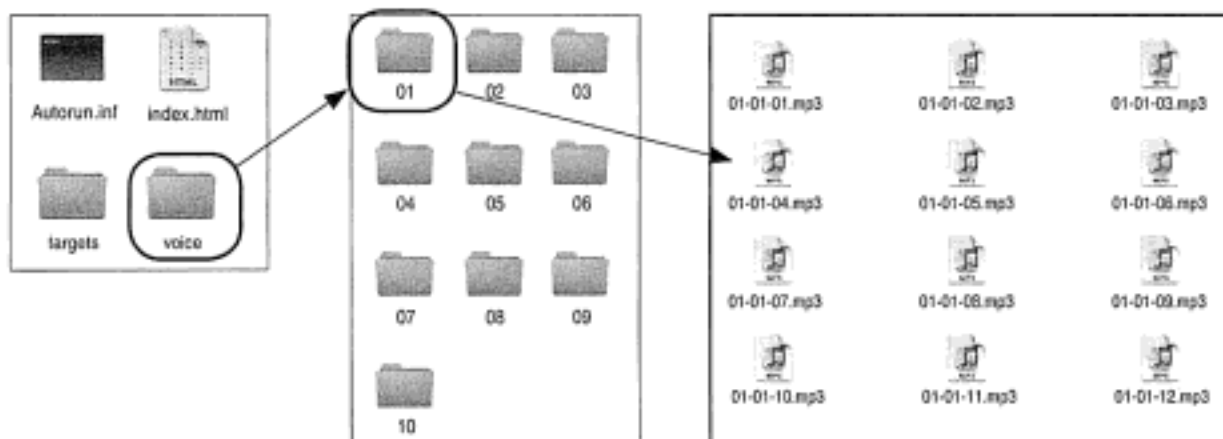 Autorun.inf index.html
targets voice
01 02 03
04 05 06
07 08 09
10
01-01-01.mp3 01-01-02.mp3 01-01-03.mp3
01-01-04.mp3 01-01-05.mp3 01-01-06.mp3
01-01-07.mp3 01-01-08.mp3 01-01-09.mp3
01-01-10.mp3 01-01-11.mp3 01-01-12.mp3